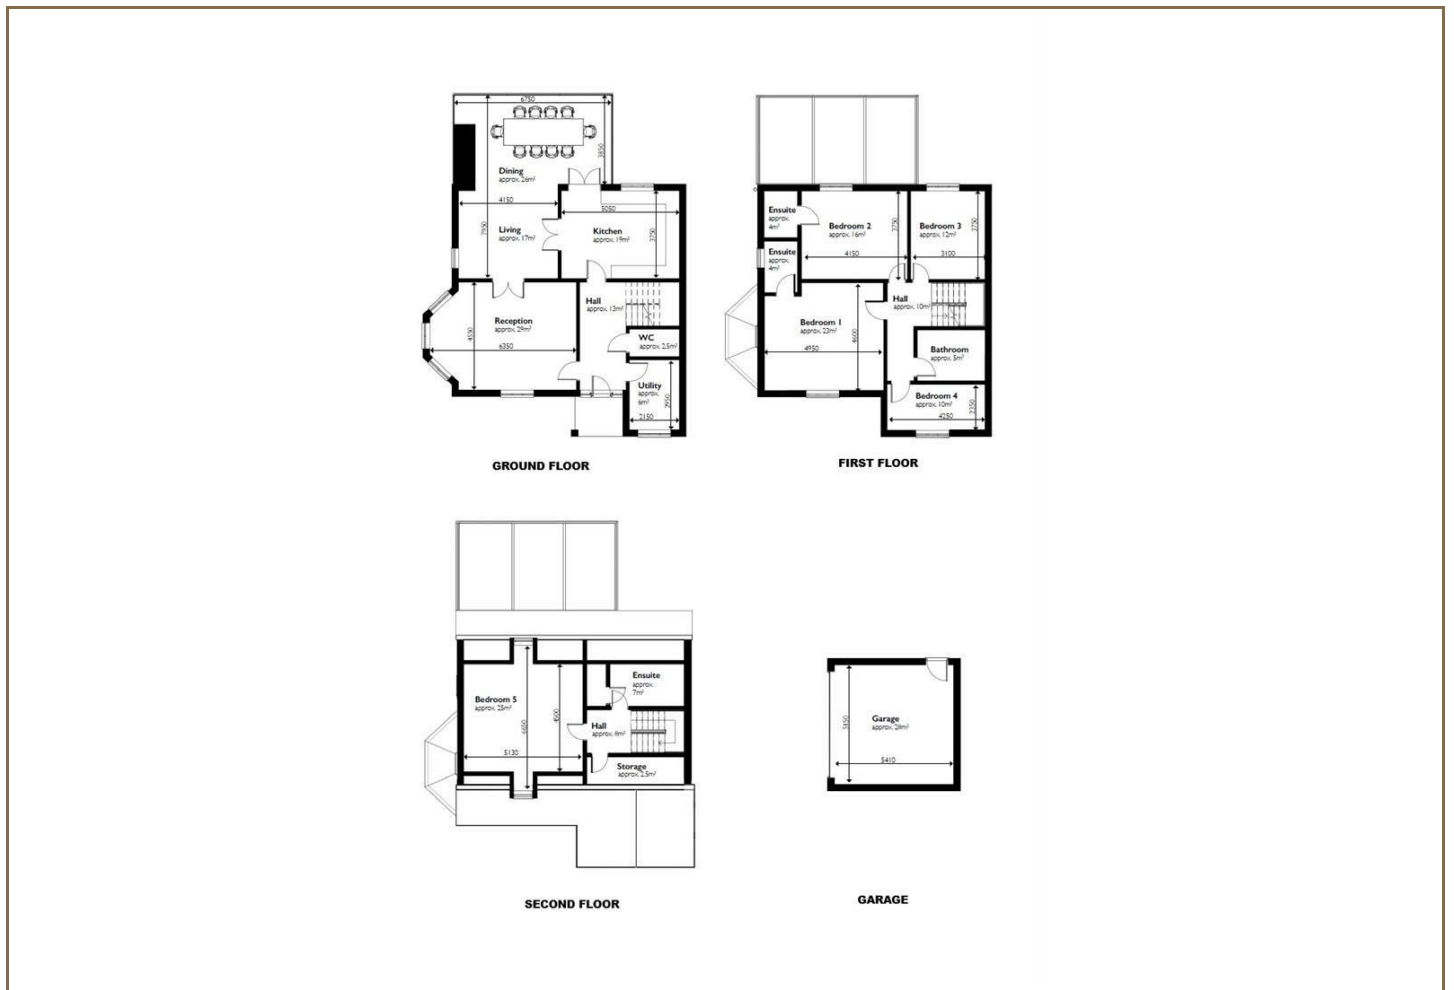 6750
3850
Dining
approx. 26m²
4150
5050
7950
Living
approx. 17m²
Kitchen
approx. 19m²
3750
Hall
approx. 13m²
Reception
approx. 29m²
4550
6350
WC
approx. 2.5m²
Utility
approx.
6m²
2950
2150
GROUND FLOOR
Ensuite
approx.
4m²
Bedroom 2
approx. 16m²
3750
Bedroom 3
approx. 12m²
3750
Ensuite
approx.
4m²
4150
3100
Hall
approx. 10m²
Bedroom 1
approx. 23m²
4600
4950
Bathroom
approx. 5m²
Bedroom 4
approx. 10m²
2350
4250
FIRST FLOOR
Ensuite
approx.
7m²
Bedroom 5
approx. 25m²
4500
Hall
approx.
5130
Storage
approx. 2.5m²
SECOND FLOOR
Garage
approx. 28m²
5410
GARAGE